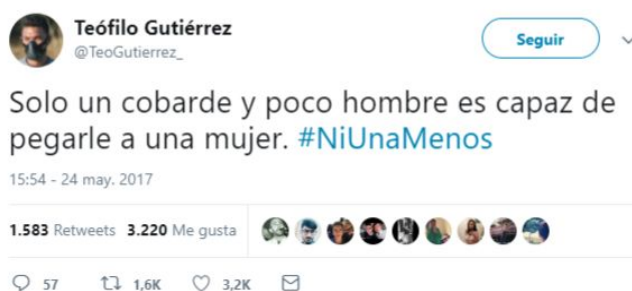 Teófilo Gutiérrez
@TeoGutierrez_
Seguir
Solo un cobarde y poco hombre es capaz de
pegarle a una mujer. #NiUnaMenos
15:54 - 24 may. 2017
1.583 Retweets 3.220 Me gusta
57 1,6K 3,2K